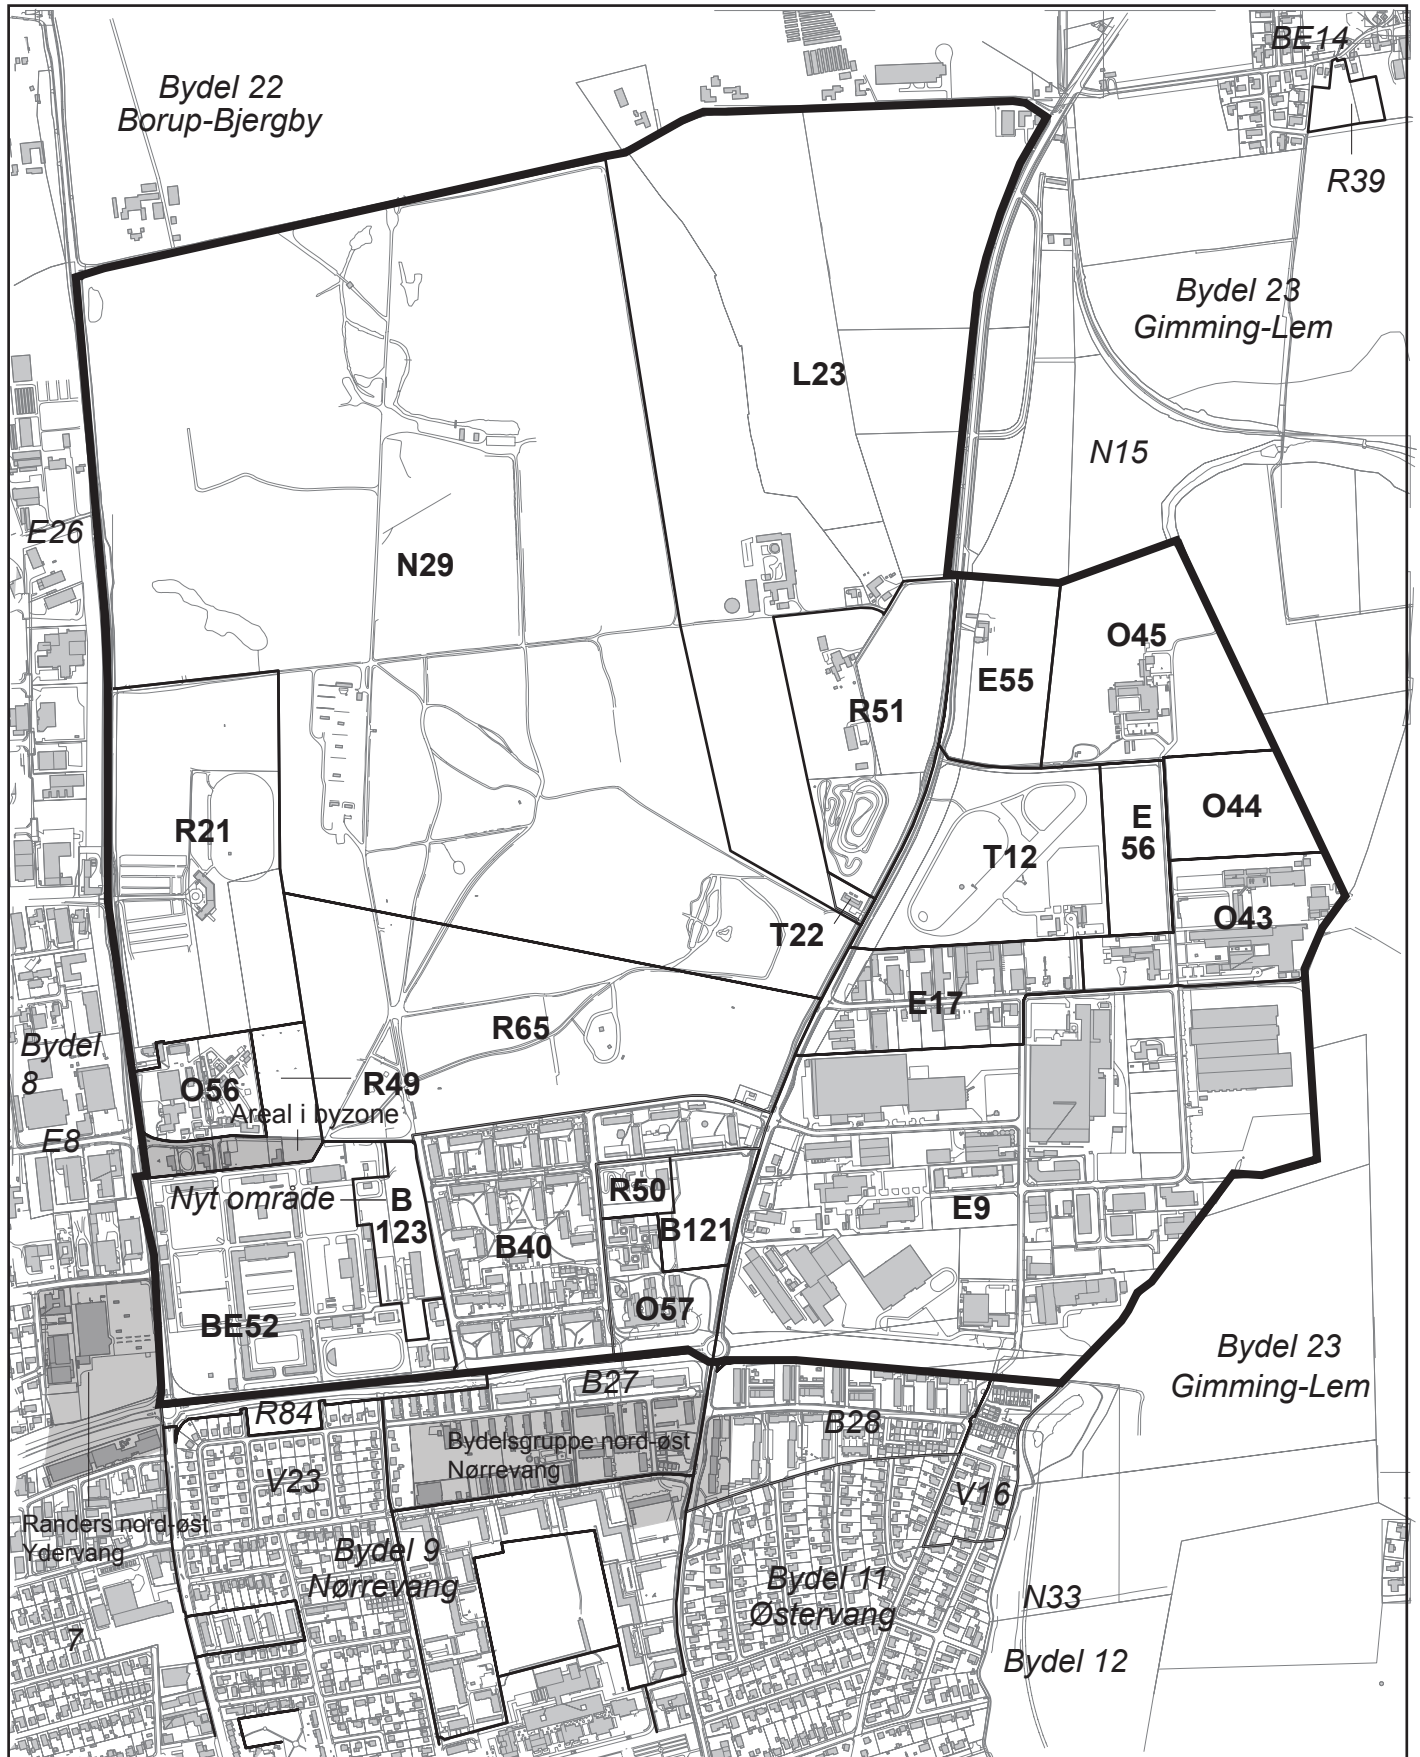 BE14
Bydel 22
Borup-Bjergby
R39
Bydel 23
Gimming-Lem
L23
N15
E26
N29
O45
E55
R51
R21
T12
E
56
O44
O43
T22
E17
R65
Bydel
8
O56
R49
Areal i byzone
E8
Nyt område
B
123
R50
B121
B40
E9
O57
BE52
Bydel 23
Gimming-Lem
B27
R84
B28
Bydelsgruppe nord-øst
Nørrevang
V23
V16
Randers nord-øst
Ydervang
Bydel 9
Nørrevang
Bydel 11
Østervang
N33
7
Bydel 12